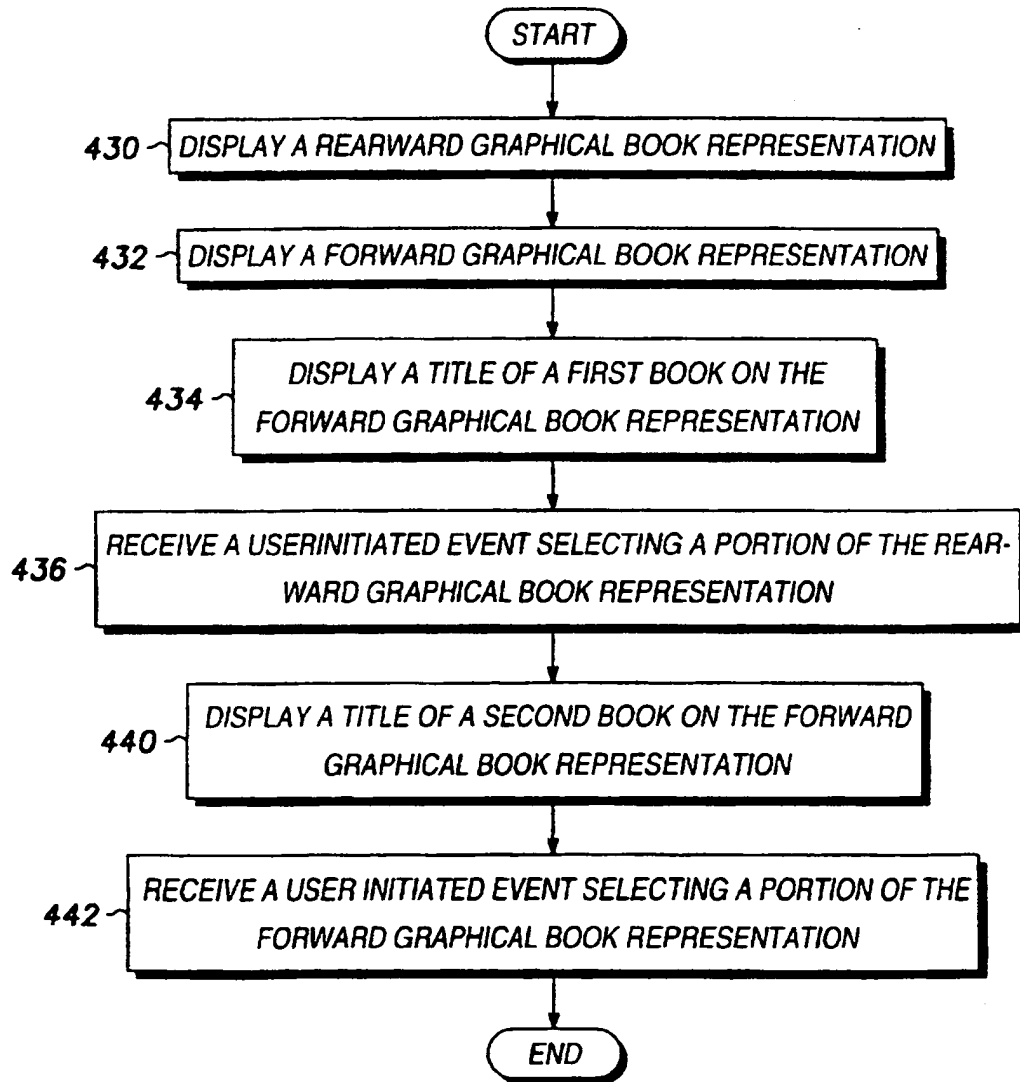 START
430 DISPLAY A REARWARD GRAPHICAL BOOK REPRESENTATION
432 DISPLAY A FORWARD GRAPHICAL BOOK REPRESENTATION
DISPLAY A TITLE OF A FIRST BOOK ON THE
434
FORWARD GRAPHICAL BOOK REPRESENTATION
RECEIVE A USERINITIATED EVENT SELECTING A PORTION OF THE REAR-
436
WARD GRAPHICAL BOOK REPRESENTATION
DISPLAY A TITLE OF A SECOND BOOK ON THE FORWARD
440
GRAPHICAL BOOK REPRESENTATION
RECEIVE A USER INITIATED EVENT SELECTING A PORTION OF THE
442
FORWARD GRAPHICAL BOOK REPRESENTATION
END